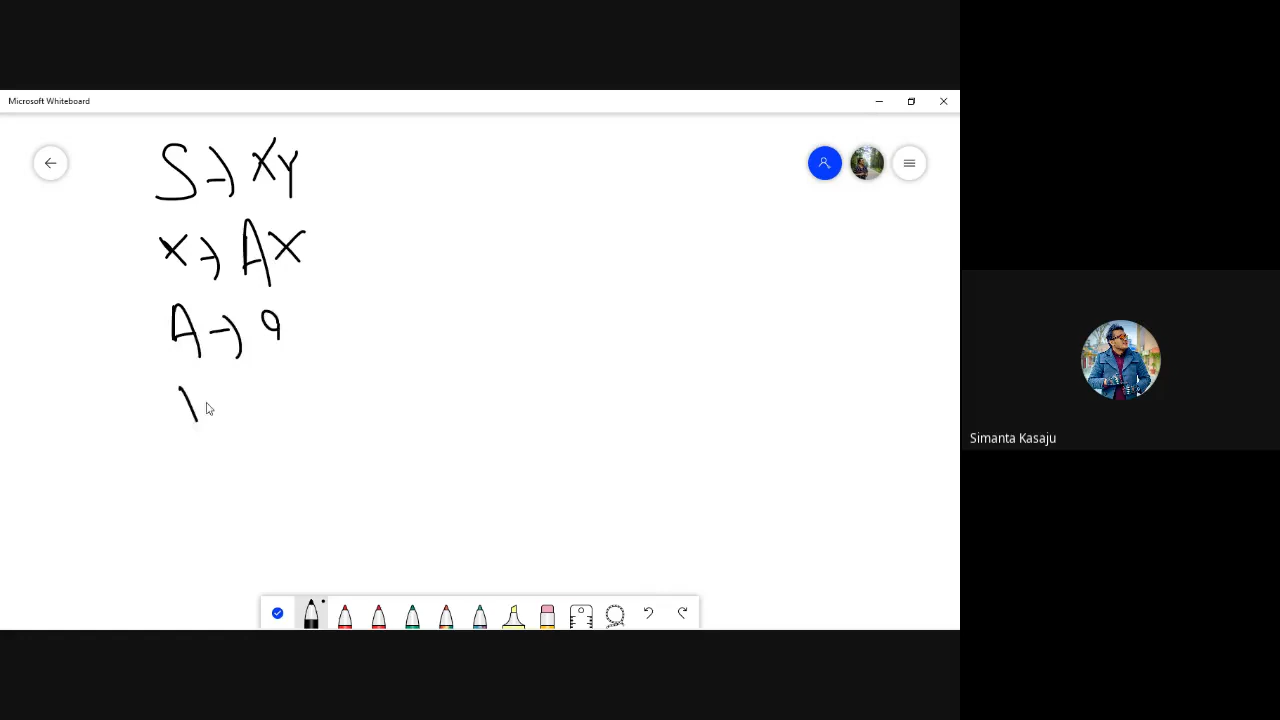 Microsoft Whiteboard
S → XY
X → AX
A → a
Simanta Kasaju